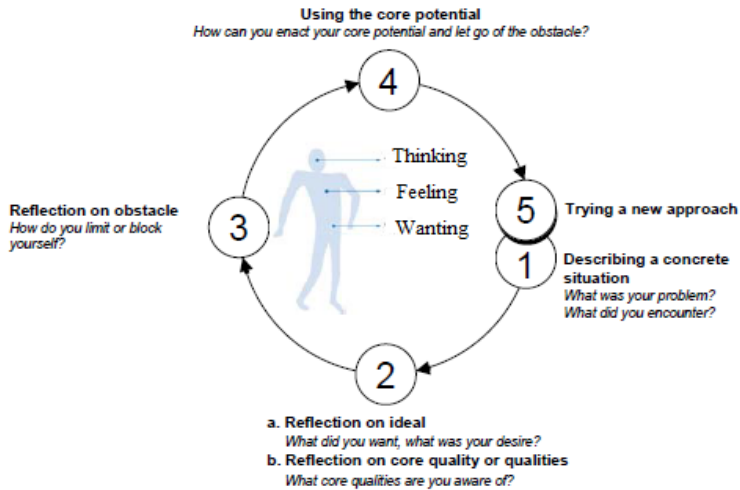 Using the core potential
How can you enact your core potential and let go of the obstacle?
4
Thinking
Feeling
Wanting
Reflection on obstacle
How do you limit or block
yourself?
3
5
Trying a new approach
1
Describing a concrete
situation
What was your problem?
What did you encounter?
2
a. Reflection on ideal
What did you want, what was your desire?
b. Reflection on core quality or qualities
What core qualities are you aware of?